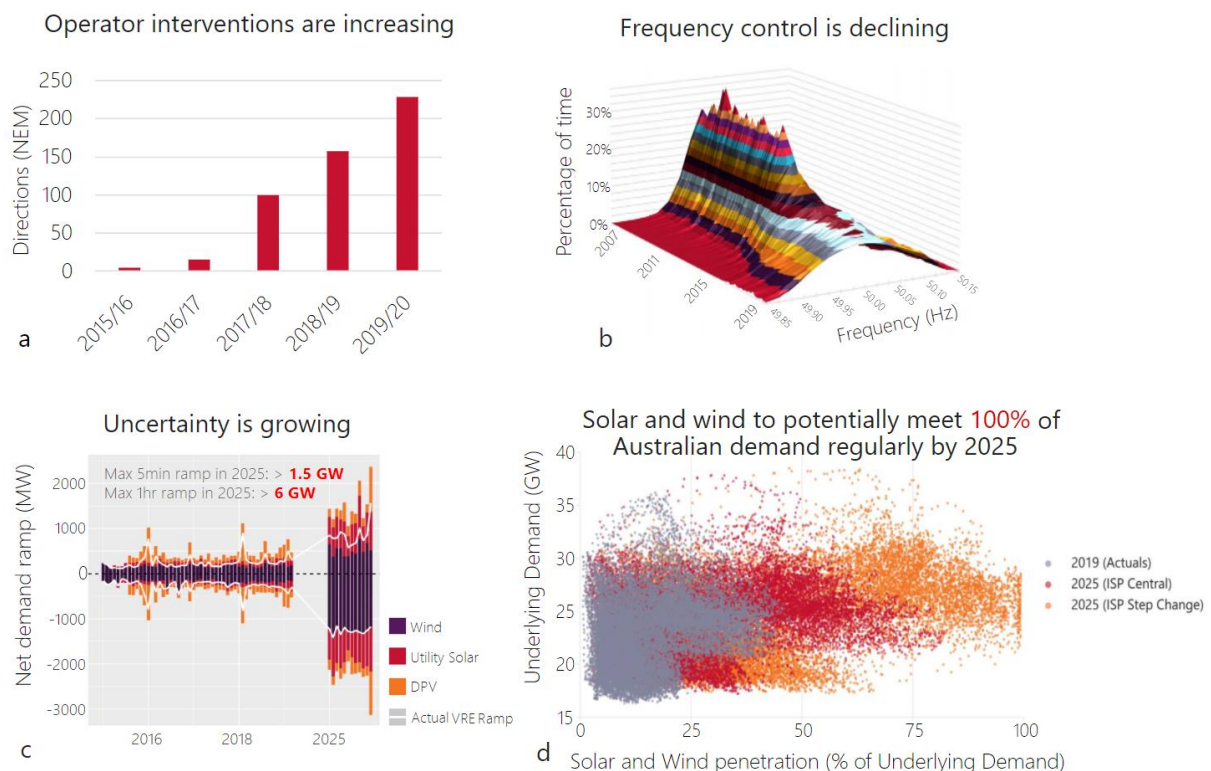 Operator interventions are increasing
250
200
150
100
50
0
Directions (NEM)
2015/16
2016/17
2017/18
2018/19
2019/20
a
Frequency control is declining
30%
20%
10%
0%
Percentage of time
2007
2011
2015
2019
49.85
49.90
49.95
50.00
50.05
50.10
50.15
Frequency (Hz)
b
Uncertainty is growing
Max 5min ramp in 2025: > 1.5 GW
Max 1hr ramp in 2025: > 6 GW
2000
1000
0
-1000
-2000
-3000
Net demand ramp (MW)
2016
2018
2025
Wind
Utility Solar
DPV
Actual VRE Ramp
c
Solar and wind to potentially meet 100% of
Australian demand regularly by 2025
40
35
30
25
20
15
Underlying Demand (GW)
0
25
50
75
100
Solar and Wind penetration (% of Underlying Demand)
2019 (Actuals)
2025 (ISP Central)
2025 (ISP Step Change)
d